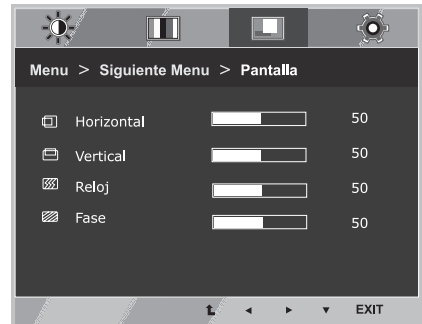 Menu > Siguiente Menu > Pantalla
Horizontal 50
Vertical 50
Reloj 50
Fase 50
EXIT